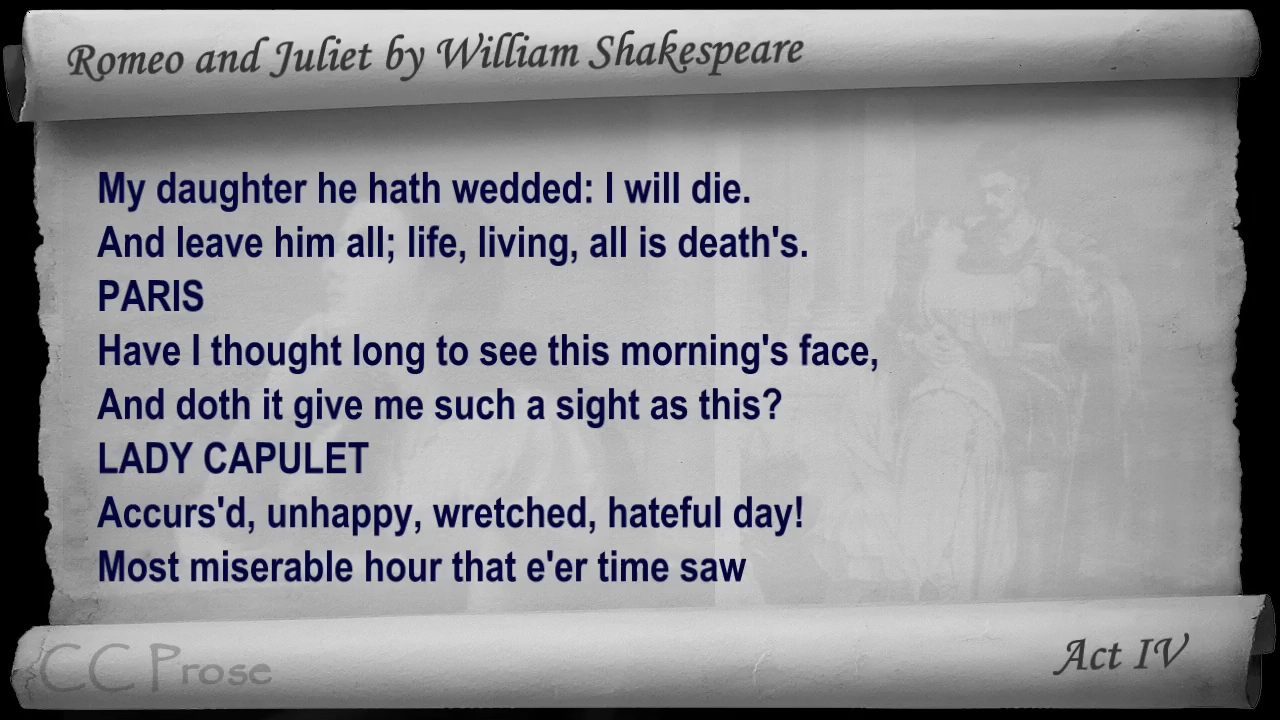 Romeo and Juliet by William Shakespeare
My daughter he hath wedded: I will die.
And leave him all; life, living, all is death's.
PARIS
Have I thought long to see this morning's face,
And doth it give me such a sight as this?
LADY CAPULET
Accurs'd, unhappy, wretched, hateful day!
Most miserable hour that e'er time saw
CC Prose
Act IV